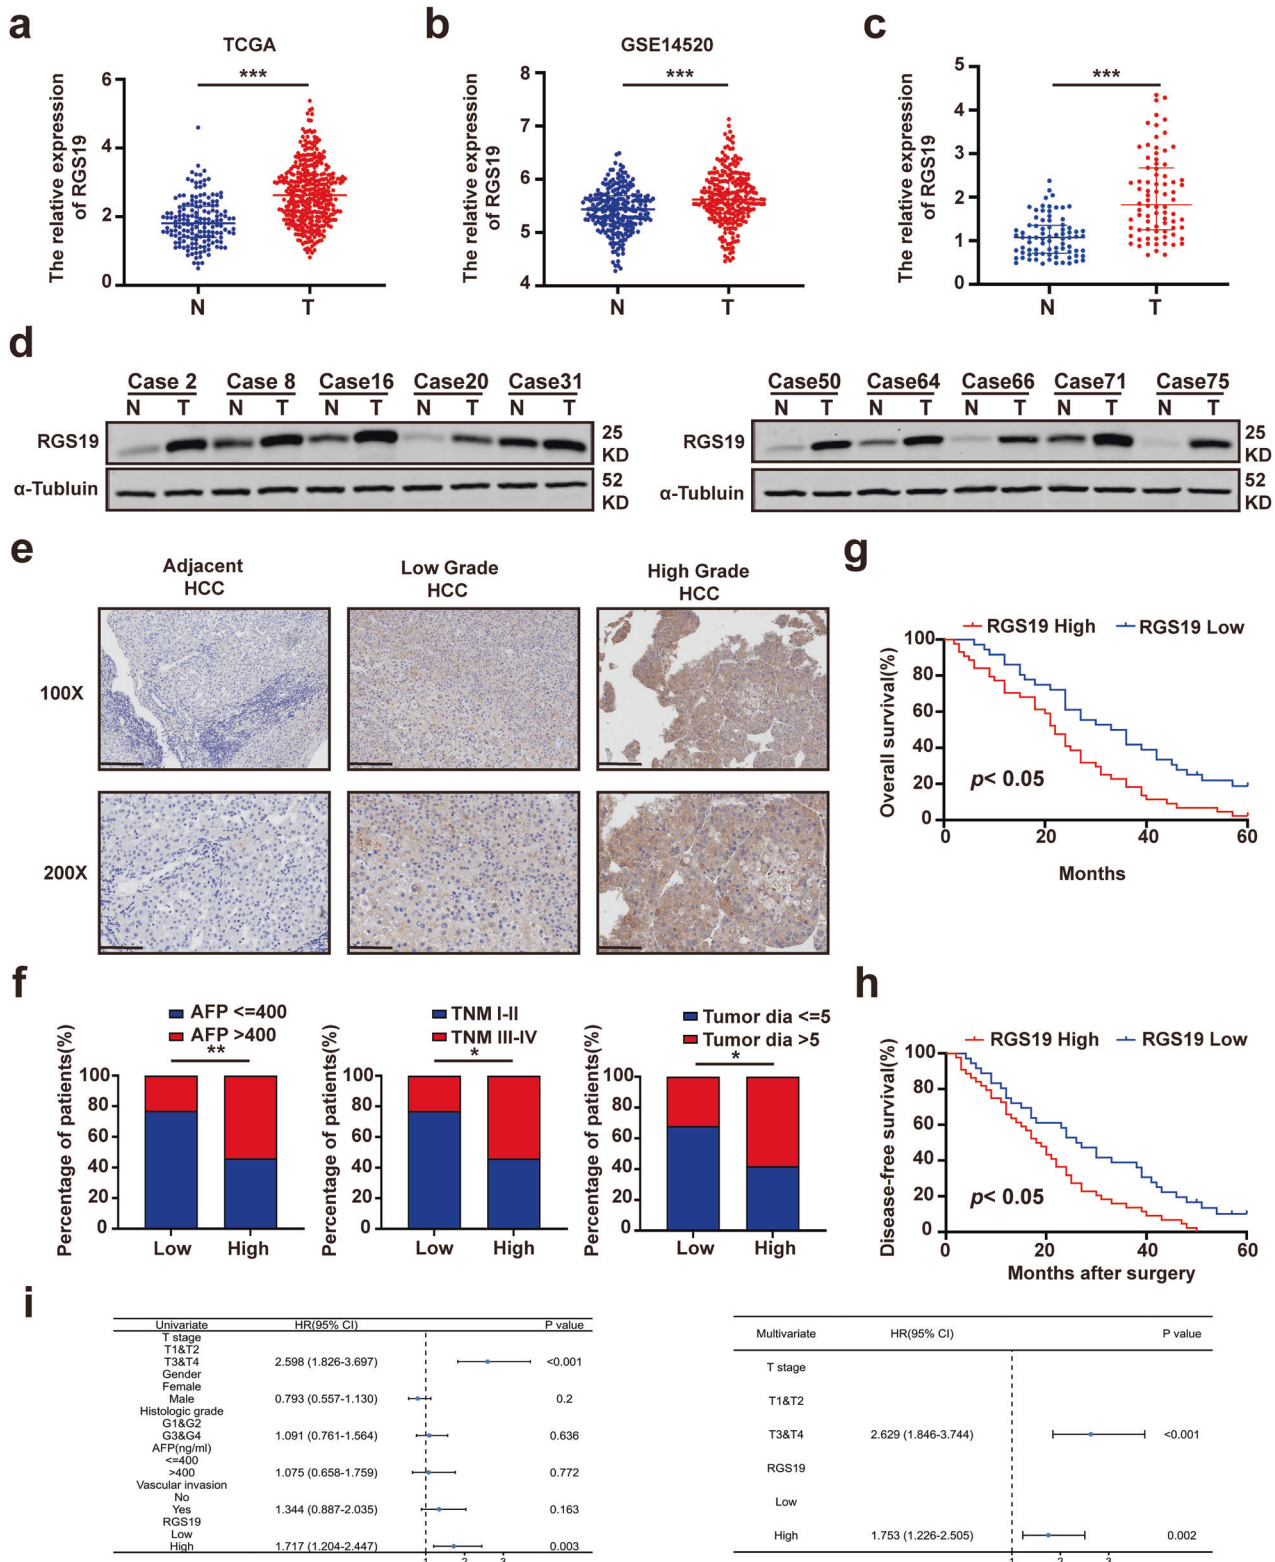 a
TCGA
***
The relative expression
of RGS19
6
4
2
0
N
T
b
GSE14520
***
The relative expression
of RGS19
8
7
6
5
4
N
T
c
***
The relative expression
of RGS19
5
4
3
2
1
0
N
T
d
Case 2 Case 8 Case16 Case20 Case31
N T N T N T N T N T
RGS19
25
KD
α-Tubluin
52
KD
Case50 Case64 Case66 Case71 Case75
N T N T N T N T N T
RGS19
25
KD
α-Tubluin
52
KD
e
Adjacent
HCC
Low Grade
HCC
High Grade
HCC
100X
200X
f
AFP <=400
AFP >400
**
Percentage of patients(%)
100
80
60
40
20
0
Low High
TNM I-II
TNM III-IV
*
Percentage of patients(%)
100
80
60
40
20
0
Low High
Tumor dia <=5
Tumor dia >5
*
Percentage of patients(%)
100
80
60
40
20
0
Low High
g
RGS19 High RGS19 Low
Overall survival(%)
100
80
60
40
20
0
p< 0.05
0 20 40 60
Months
h
RGS19 High RGS19 Low
Disease-free survival(%)
100
80
60
40
20
0
p< 0.05
0 20 40 60
Months after surgery
i
Univariate HR(95% CI) P value
T stage
T1&T2
T3&T4 2.598 (1.826-3.697) <0.001
Gender
Female
Male 0.793 (0.557-1.130) 0.2
Histologic grade
G1&G2
G3&G4 1.091 (0.761-1.564) 0.636
AFP(ng/ml)
<=400
>400 1.075 (0.658-1.759) 0.772
Vascular invasion
No
Yes 1.344 (0.887-2.035) 0.163
RGS19
Low
High 1.717 (1.204-2.447) 0.003
1 2 3
Multivariate HR(95% CI) P value
T stage
T1&T2
T3&T4 2.629 (1.846-3.744) <0.001
RGS19
Low
High 1.753 (1.226-2.505) 0.002
1 2 3